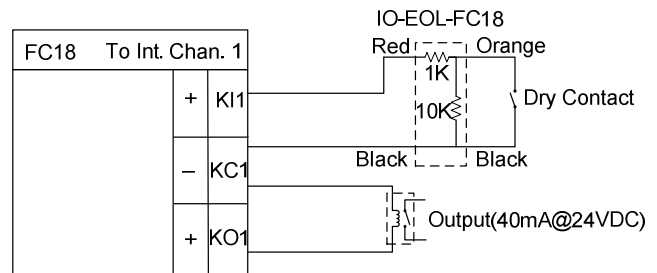 IO-EOL-FC18
FC18 To Int. Chan. 1
Red Orange
1K
+ KI1
10K
Dry Contact
Black Black
– KC1
+ KO1
Output(40mA@24VDC)